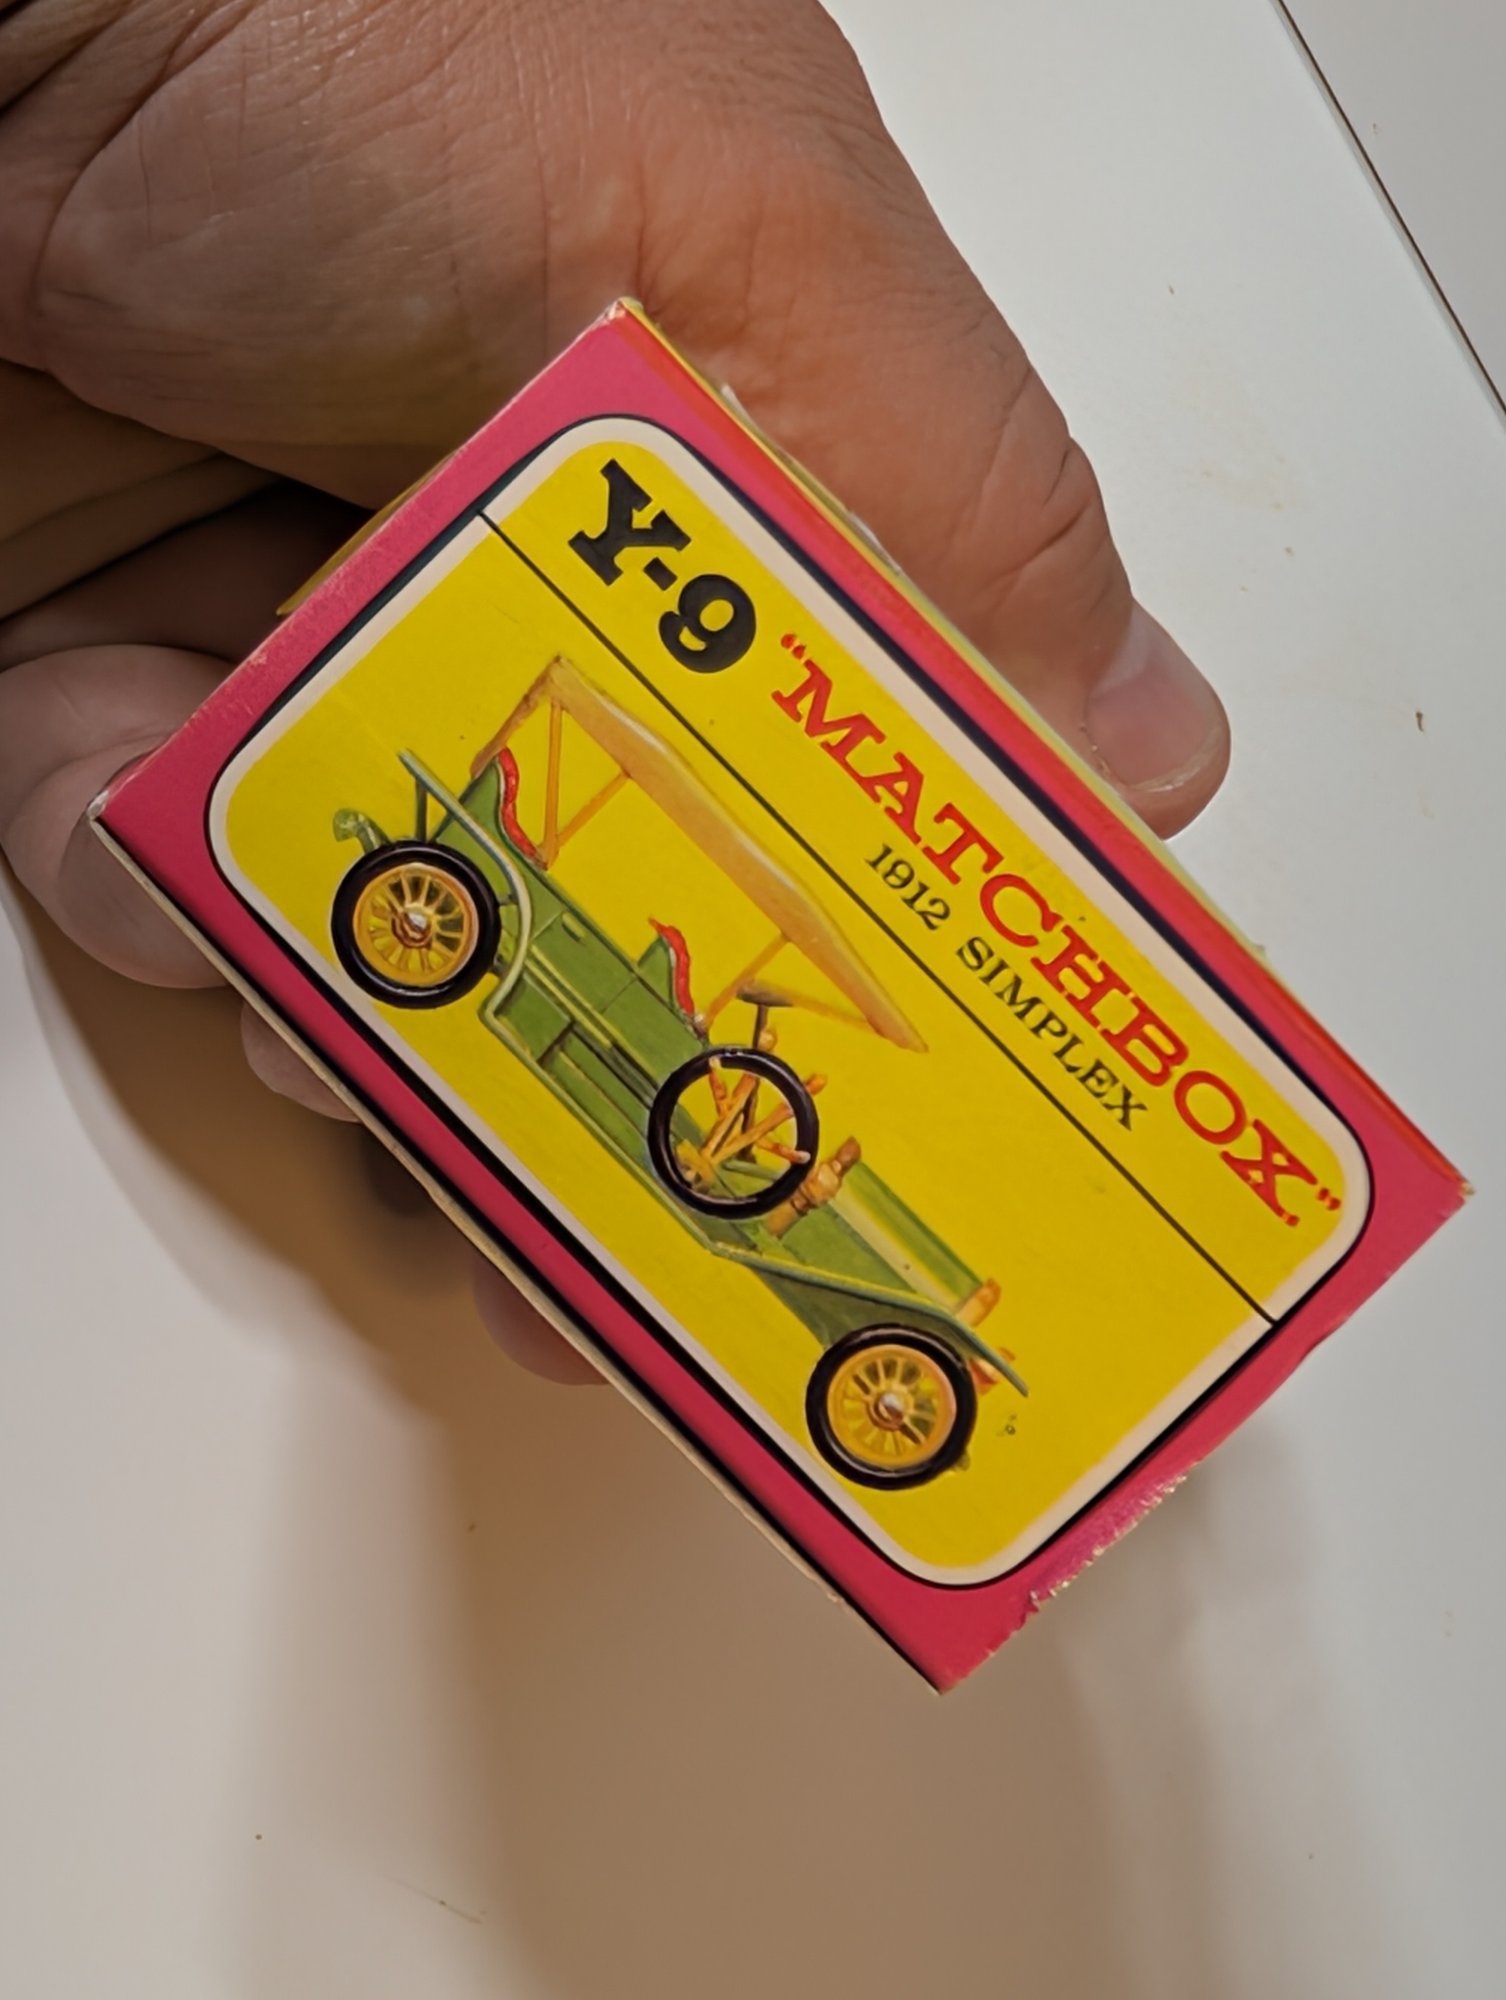 Y-9 "MATCHBOX"
1912 SIMPLEX